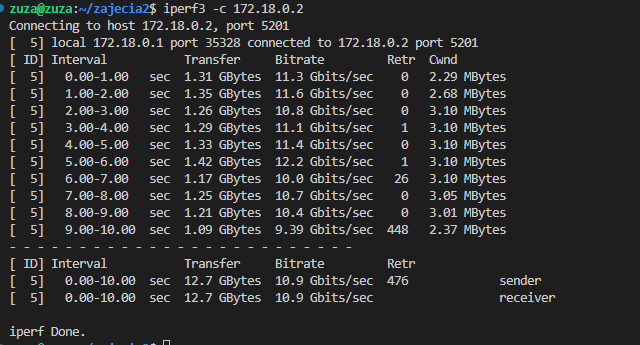 zuza@zuza:~/zajecia2$ iperf3 -c 172.18.0.2
Connecting to host 172.18.0.2, port 5201
[  5] local 172.18.0.1 port 35328 connected to 172.18.0.2 port 5201
[ ID] Interval           Transfer     Bitrate         Retr  Cwnd
[  5]   0.00-1.00   sec  1.31 GBytes  11.3 Gbits/sec    0   2.29 MBytes
[  5]   1.00-2.00   sec  1.35 GBytes  11.6 Gbits/sec    0   2.68 MBytes
[  5]   2.00-3.00   sec  1.26 GBytes  10.8 Gbits/sec    0   3.10 MBytes
[  5]   3.00-4.00   sec  1.29 GBytes  11.1 Gbits/sec    1   3.10 MBytes
[  5]   4.00-5.00   sec  1.33 GBytes  11.4 Gbits/sec    0   3.10 MBytes
[  5]   5.00-6.00   sec  1.42 GBytes  12.2 Gbits/sec    1   3.10 MBytes
[  5]   6.00-7.00   sec  1.17 GBytes  10.0 Gbits/sec   26   3.10 MBytes
[  5]   7.00-8.00   sec  1.25 GBytes  10.7 Gbits/sec    0   3.05 MBytes
[  5]   8.00-9.00   sec  1.21 GBytes  10.4 Gbits/sec    0   3.01 MBytes
[  5]   9.00-10.00  sec  1.09 GBytes  9.39 Gbits/sec  448   2.37 MBytes
- - - - - - - - - - - - - - - - - - - - - - - - -
[ ID] Interval           Transfer     Bitrate         Retr
[  5]   0.00-10.00  sec  12.7 GBytes  10.9 Gbits/sec  476             sender
[  5]   0.00-10.00  sec  12.7 GBytes  10.9 Gbits/sec                  receiver
iperf Done.
zuza@zuza:~/zajecia2$